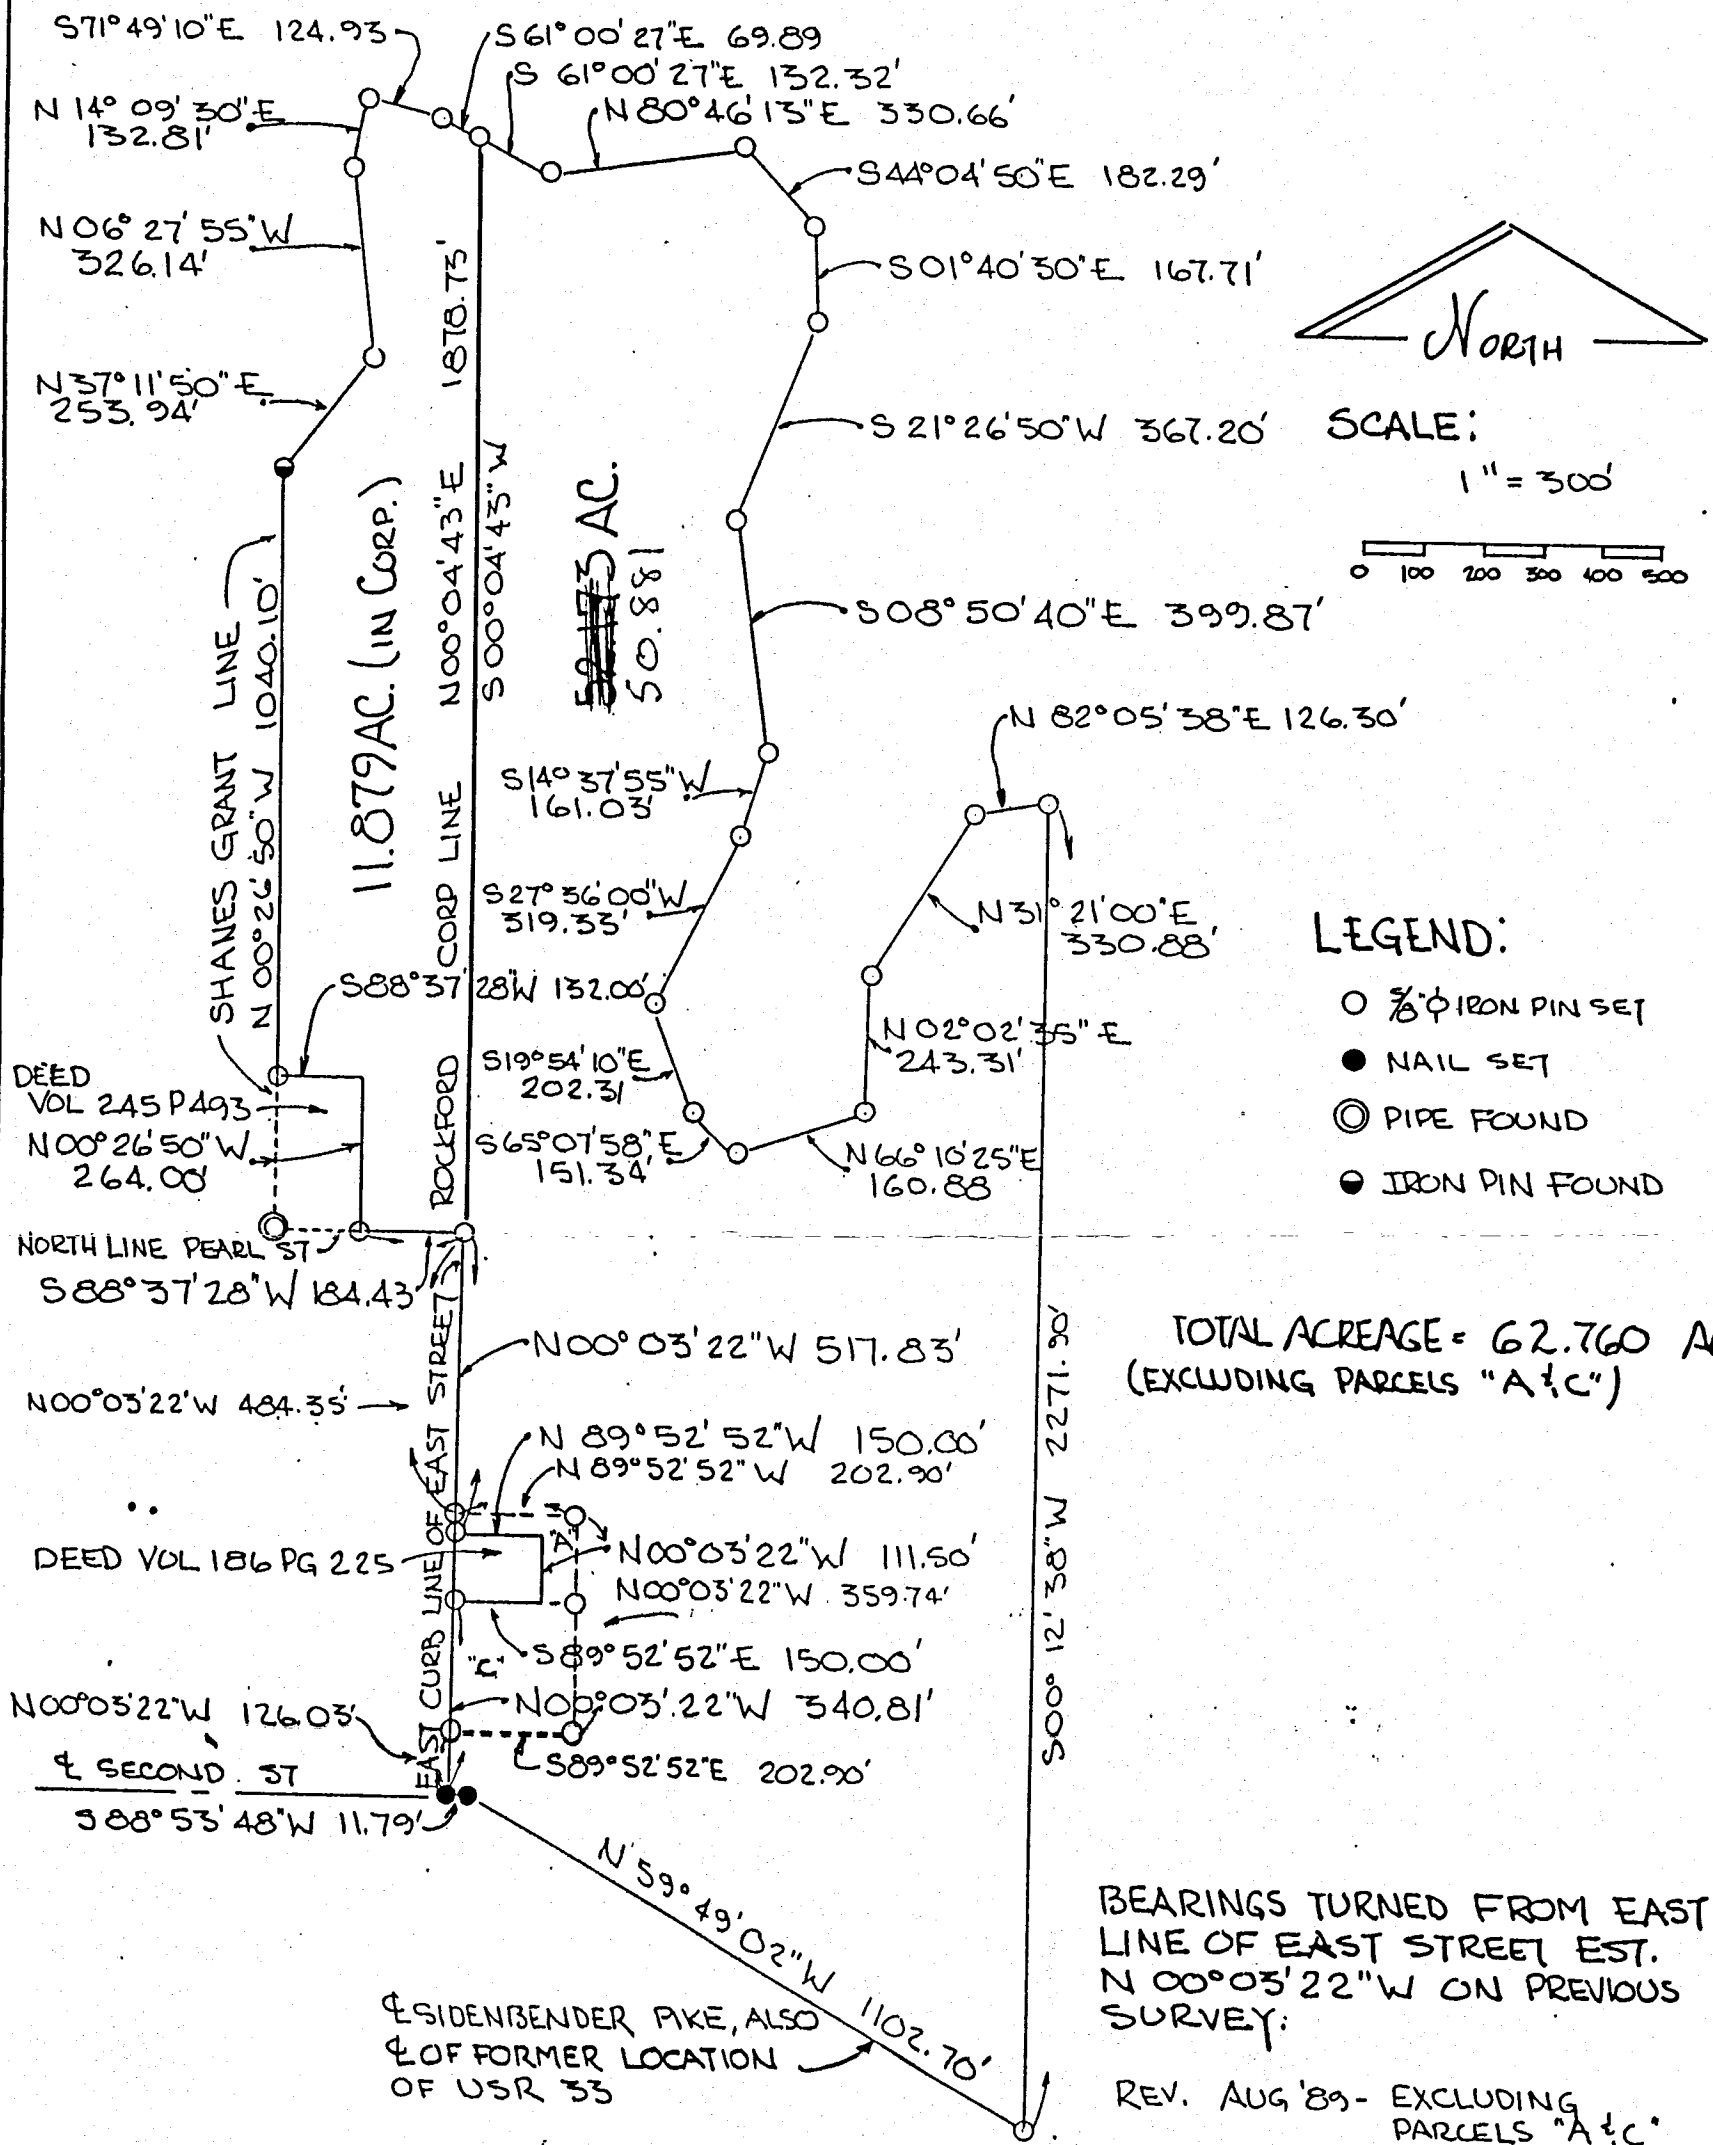 S71°49'10"E 124.93
S61°00'27"E 69.89
S 61°00'27"E 132.32'
N80°46'13"E 330.66'
N 14° 09' 30"E
132.81'
S44°04'50"E 182.29'
N06° 27' 55"W
326.14'
S01°40'30"E 167.71'
NORTH
N37°11'50"E
253.94'
S 21°26'50"W 367.20'
SCALE:
1" = 300'
0 100 200 300 400 500
SHANES GRANT LINE
N 00°26'50"W 1040.10'
11.879AC. (IN CORP.)
ROCKFORD CORP LINE N00°04'43"E 1878.73'
S00°04'43"W
AC.
50.881
S08°50'40"E 399.87'
N 82°05'38"E 126.30'
S14°37'55"W
161.03'
S27°36'00"W
319.33'
N31°21'00"E
330.88'
LEGEND:
5/8"φ IRON PIN SET
NAIL SET
PIPE FOUND
IRON PIN FOUND
S88°37'28W 132.00'
N02°02'35"E
243.31'
DEED
VOL 245 P493
N00°26'50"W
264.00'
S19°54'10"E
202.31
S65°07'58"E
151.34'
N66°10'25"E
160.88
NORTH LINE PEARL ST
S88°37'28"W 184.43
N00°03'22"W 517.83'
TOTAL ACREAGE = 62.760 A
(EXCLUDING PARCELS "A & C")
N00°03'22"W 484.35'
EAST CURB LINE OF EAST STREET
N 89°52'52"W 150.00'
N 89°52'52"W 202.90'
DEED VOL 186 PG 225
"A"
N00°03'22"W 111.50'
N00°03'22"W 359.74'
"C"
S89°52'52"E 150.00'
N00°03'22"W 126.03'
N00°03'.22"W 340.81'
S89°52'52"E 202.90'
S00° 12' 38"W 2271.90'
℄ SECOND ST
S88°53'48"W 11.79'
N 59°49'02"W 1102.70'
℄ SIDENBENDER PIKE, ALSO
℄ OF FORMER LOCATION
OF USR 33
BEARINGS TURNED FROM EAST
LINE OF EAST STREET EST.
N 00°03'22"W ON PREVIOUS
SURVEY.
REV. AUG '89- EXCLUDING
PARCELS "A & C"